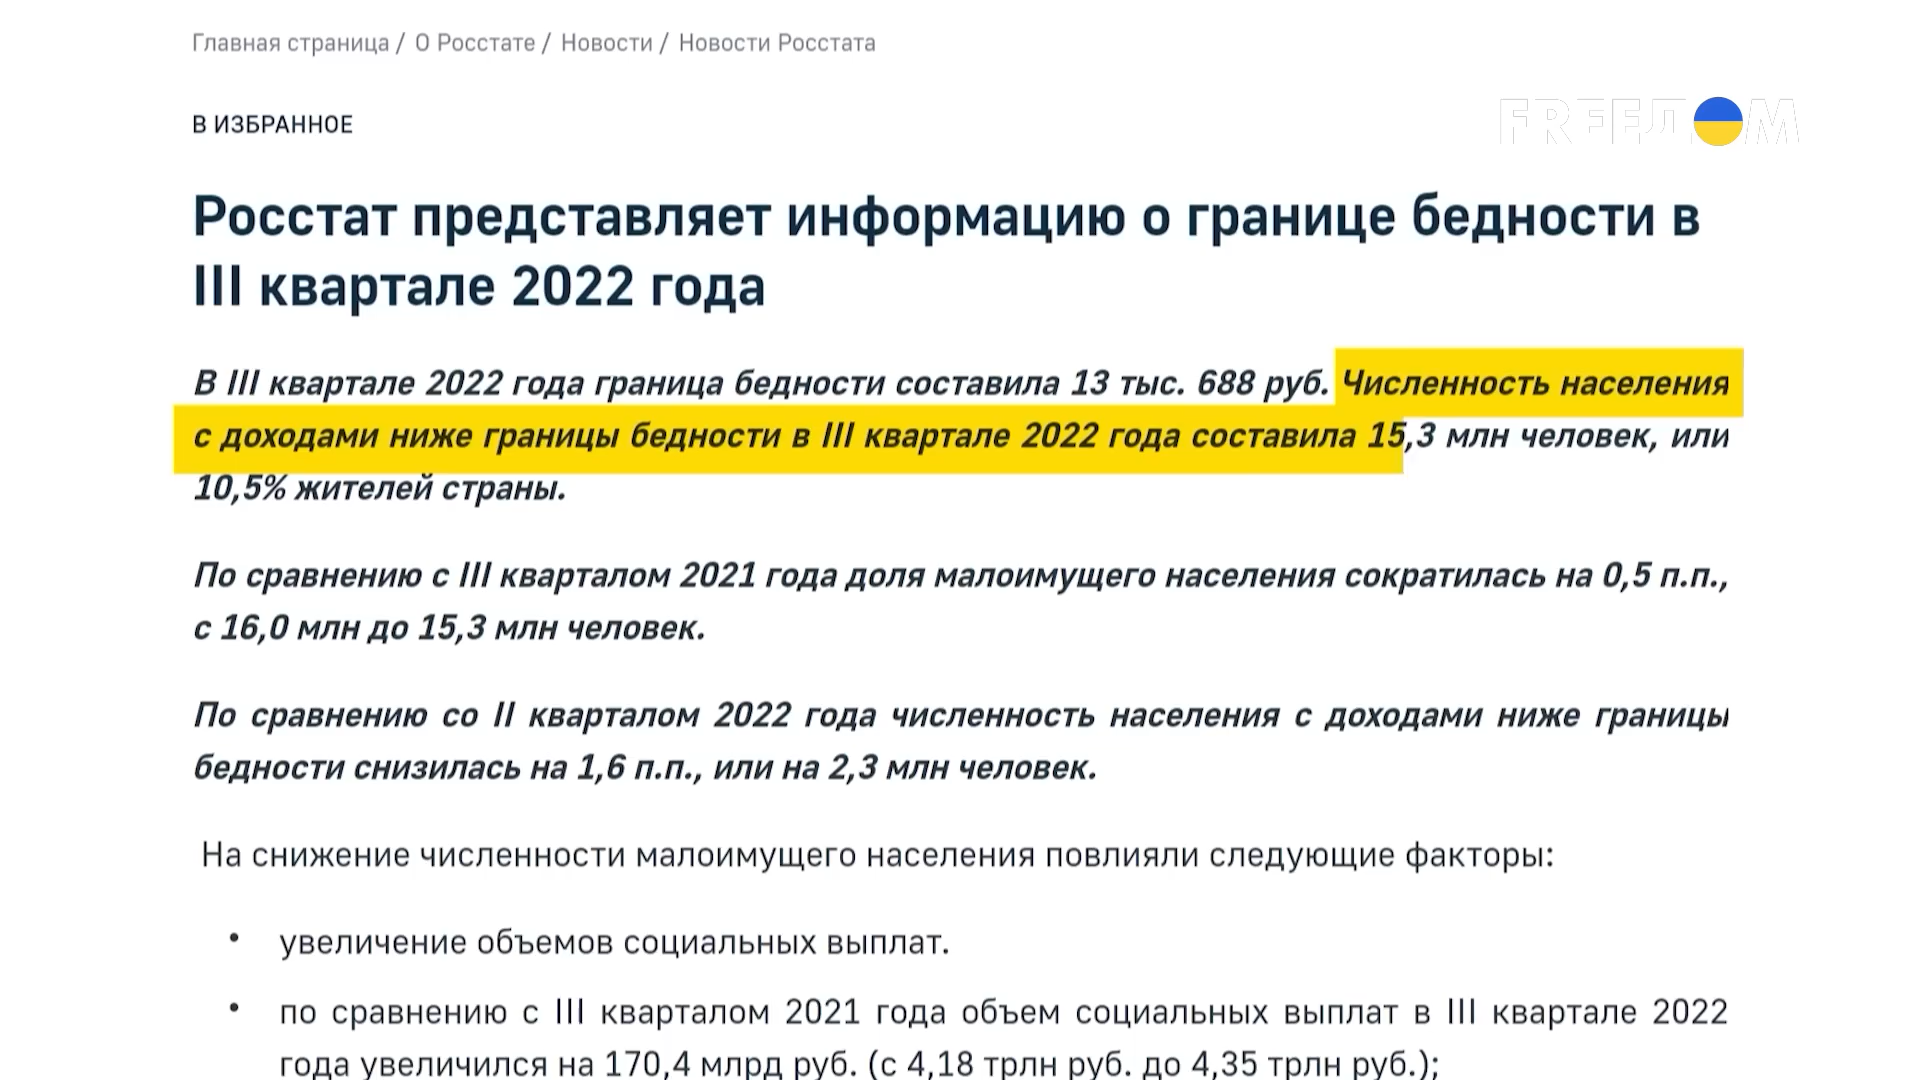 Главная страница / О Росстате / Новости / Новости Росстата
FREEДOM
В ИЗБРАННОЕ
Росстат представляет информацию о границе бедности в
III квартале 2022 года
В III квартале 2022 года граница бедности составила 13 тыс. 688 руб. Численность населения
с доходами ниже границы бедности в III квартале 2022 года составила 15,3 млн человек, или
10,5% жителей страны.
По сравнению с III кварталом 2021 года доля малоимущего населения сократилась на 0,5 п.п.,
с 16,0 млн до 15,3 млн человек.
По сравнению со II кварталом 2022 года численность населения с доходами ниже границы
бедности снизилась на 1,6 п.п., или на 2,3 млн человек.
На снижение численности малоимущего населения повлияли следующие факторы:
• увеличение объемов социальных выплат.
• по сравнению с III кварталом 2021 года объем социальных выплат в III квартале 2022
года увеличился на 170,4 млрд руб. (с 4,18 трлн руб. до 4,35 трлн руб.);